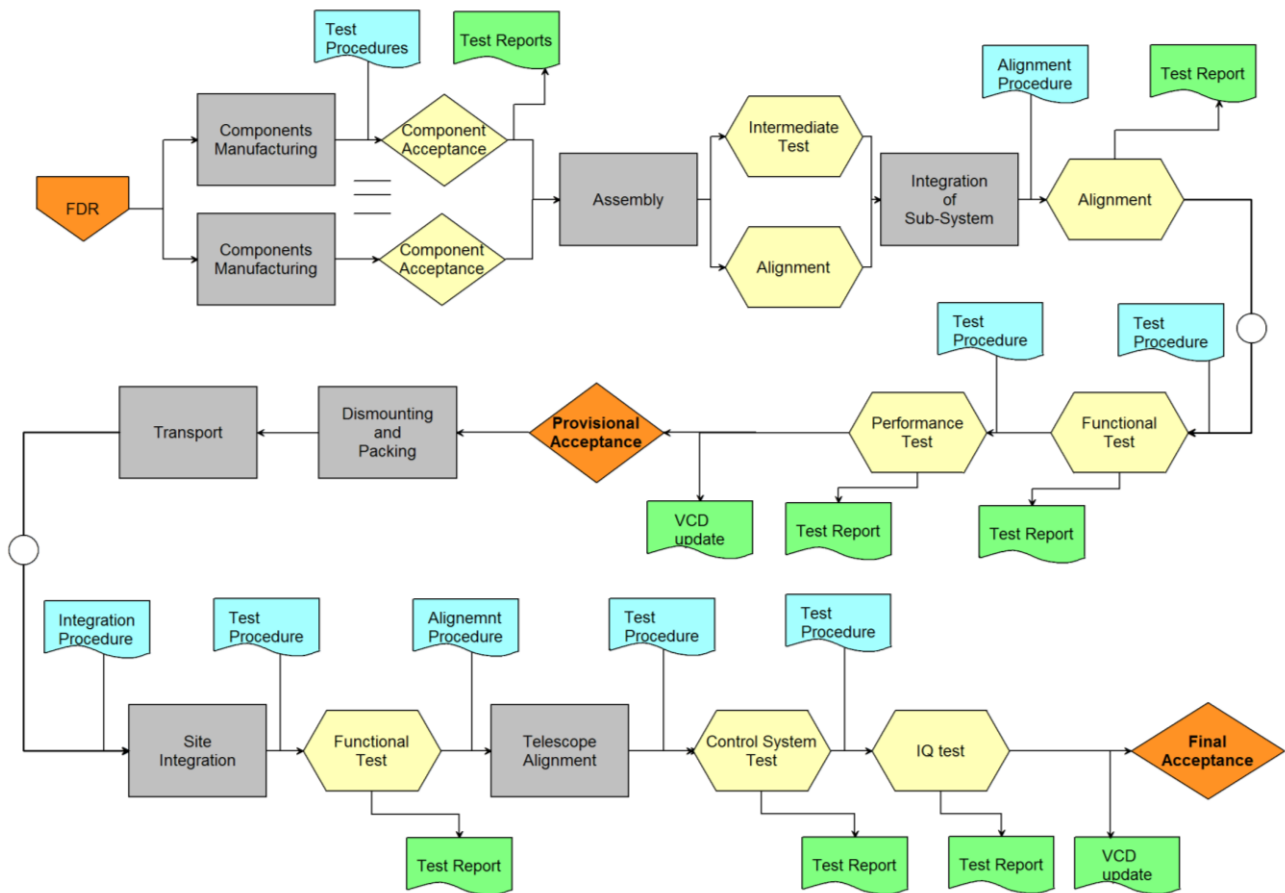 Test
Procedures
Test Reports
Alignment
Procedure
Test Report
Components
Manufacturing
Component
Acceptance
Intermediate
Test
FDR
Assembly
Integration
of
Sub-System
Alignment
Components
Manufacturing
Component
Acceptance
Alignment
Test
Procedure
Test
Procedure
Transport
Dismounting
and
Packing
Provisional
Acceptance
Performance
Test
Functional
Test
VCD
update
Test Report
Test Report
Integration
Procedure
Test
Procedure
Alignemnt
Procedure
Test
Procedure
Test
Procedure
Site
Integration
Functional
Test
Telescope
Alignment
Control System
Test
IQ test
Final
Acceptance
Test Report
Test Report
Test Report
VCD
update